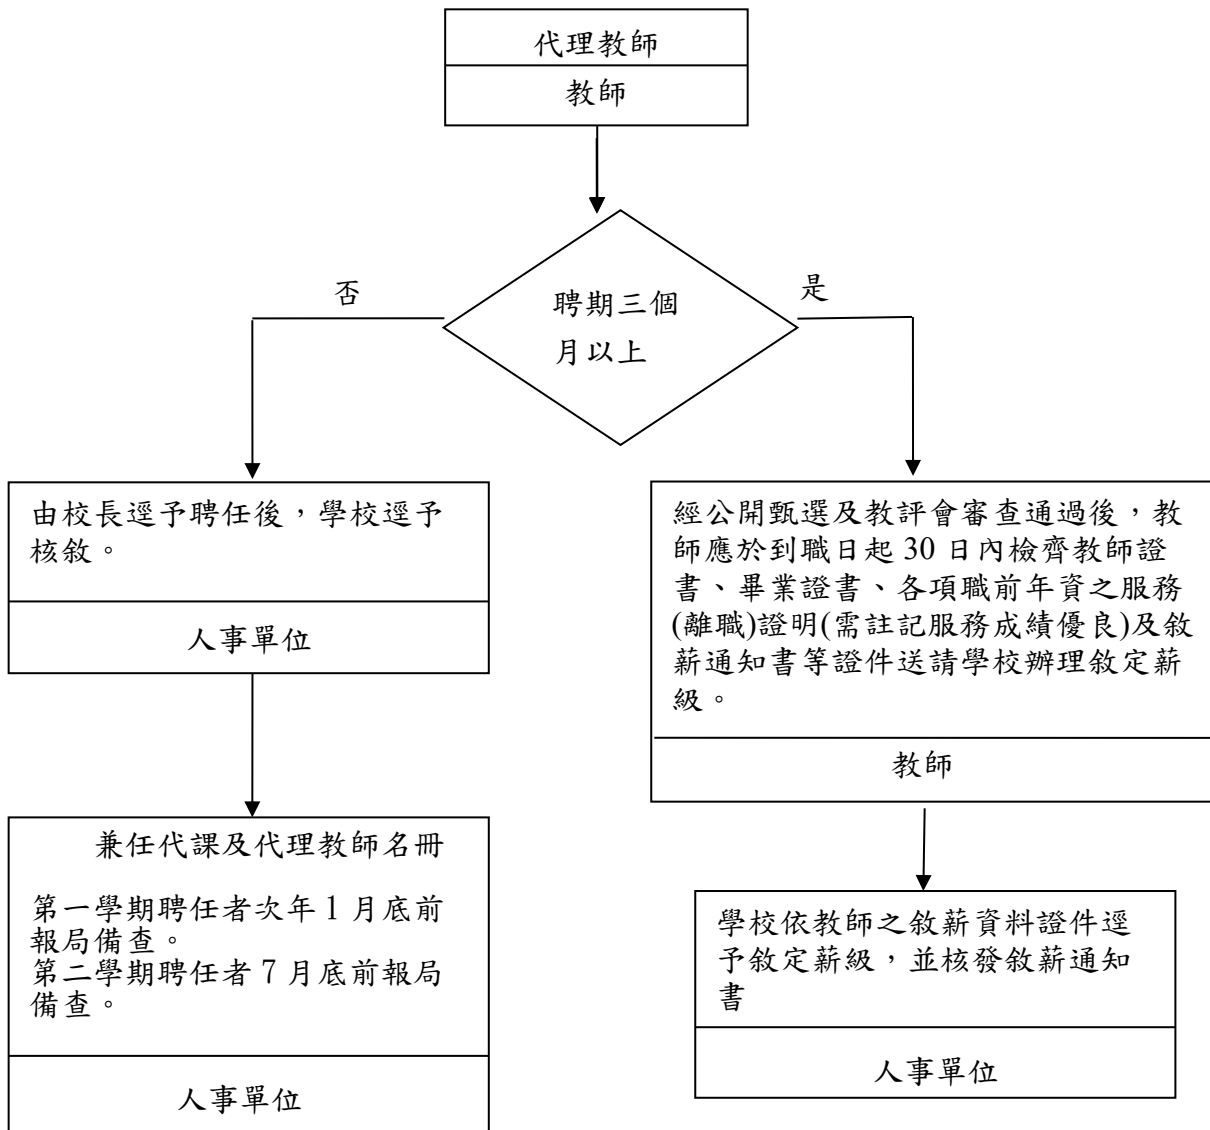 代理教師
教師
否
是
聘期三個
月以上
由校長逕予聘任後，學校逕予
核敘。
人事單位
經公開甄選及教評會審查通過後，教
師應於到職日起 30 日內檢齊教師證
書、畢業證書、各項職前年資之服務
(離職)證明(需註記服務成績優良)及敘
薪通知書等證件送請學校辦理敘定薪
級。
教師
兼任代課及代理教師名冊
第一學期聘任者次年 1 月底前
報局備查。
第二學期聘任者 7 月底前報局
備查。
人事單位
學校依教師之敘薪資料證件逕
予敘定薪級，並核發敘薪通知
書
人事單位